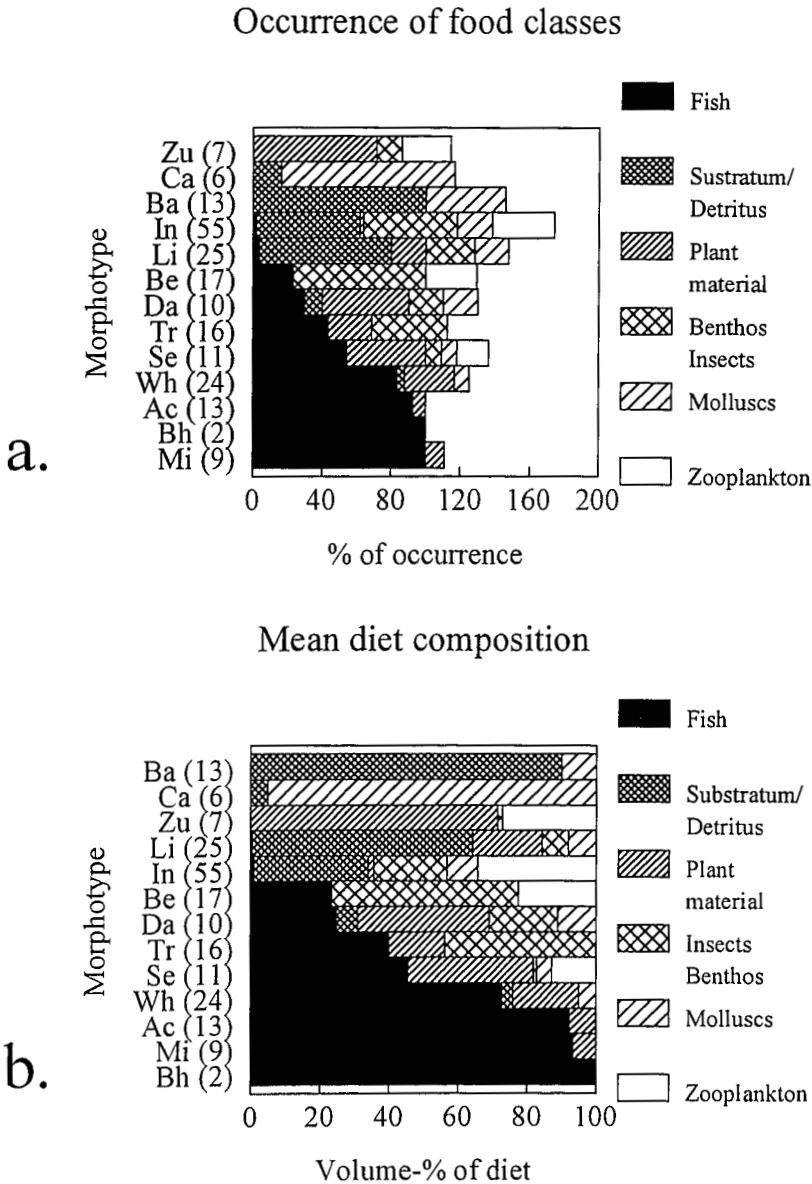 Occurrence of food classes
Zu (7)
Ca (6)
Ba (13)
In (55)
Li (25)
Be (17)
Da (10)
Tr (16)
Se (11)
Wh (24)
Ac (13)
Bh (2)
Mi (9)
Morphotype
0 40 80 120 160 200
% of occurrence
Fish
Sustratum/
Detritus
Plant
material
Benthos
Insects
Molluscs
Zooplankton
a.
Mean diet composition
Ba (13)
Ca (6)
Zu (7)
Li (25)
In (55)
Be (17)
Da (10)
Tr (16)
Se (11)
Wh (24)
Ac (13)
Mi (9)
Bh (2)
Morphotype
0 20 40 60 80 100
Volume-% of diet
Fish
Substratum/
Detritus
Plant
material
Insects
Benthos
Molluscs
Zooplankton
b.